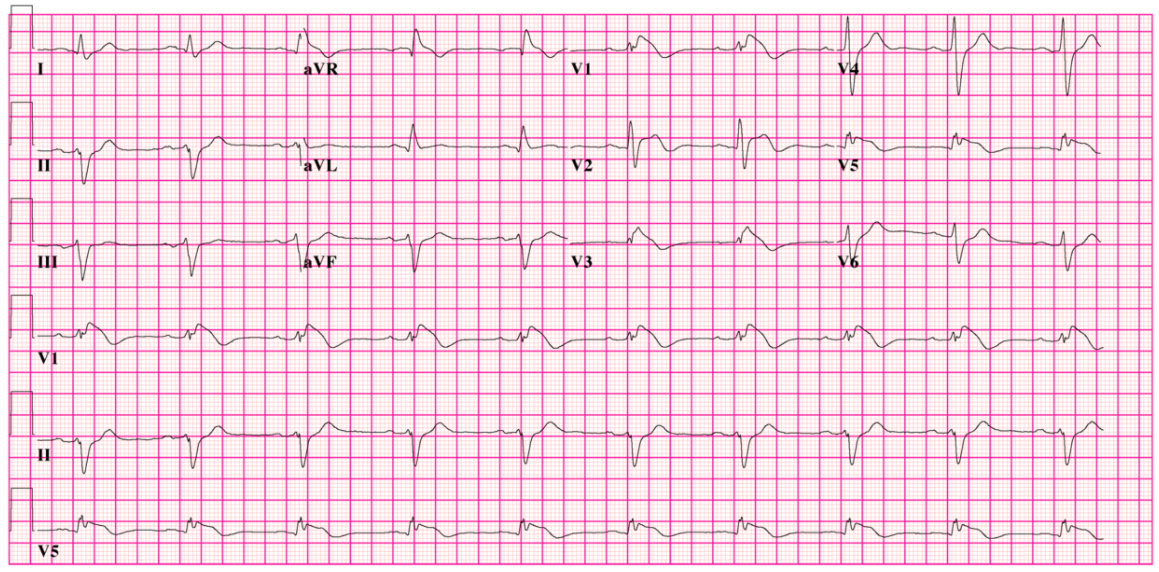 I aVR V1 V4
II aVL V2 V5
III aVF V3 V6
V1
II
V5